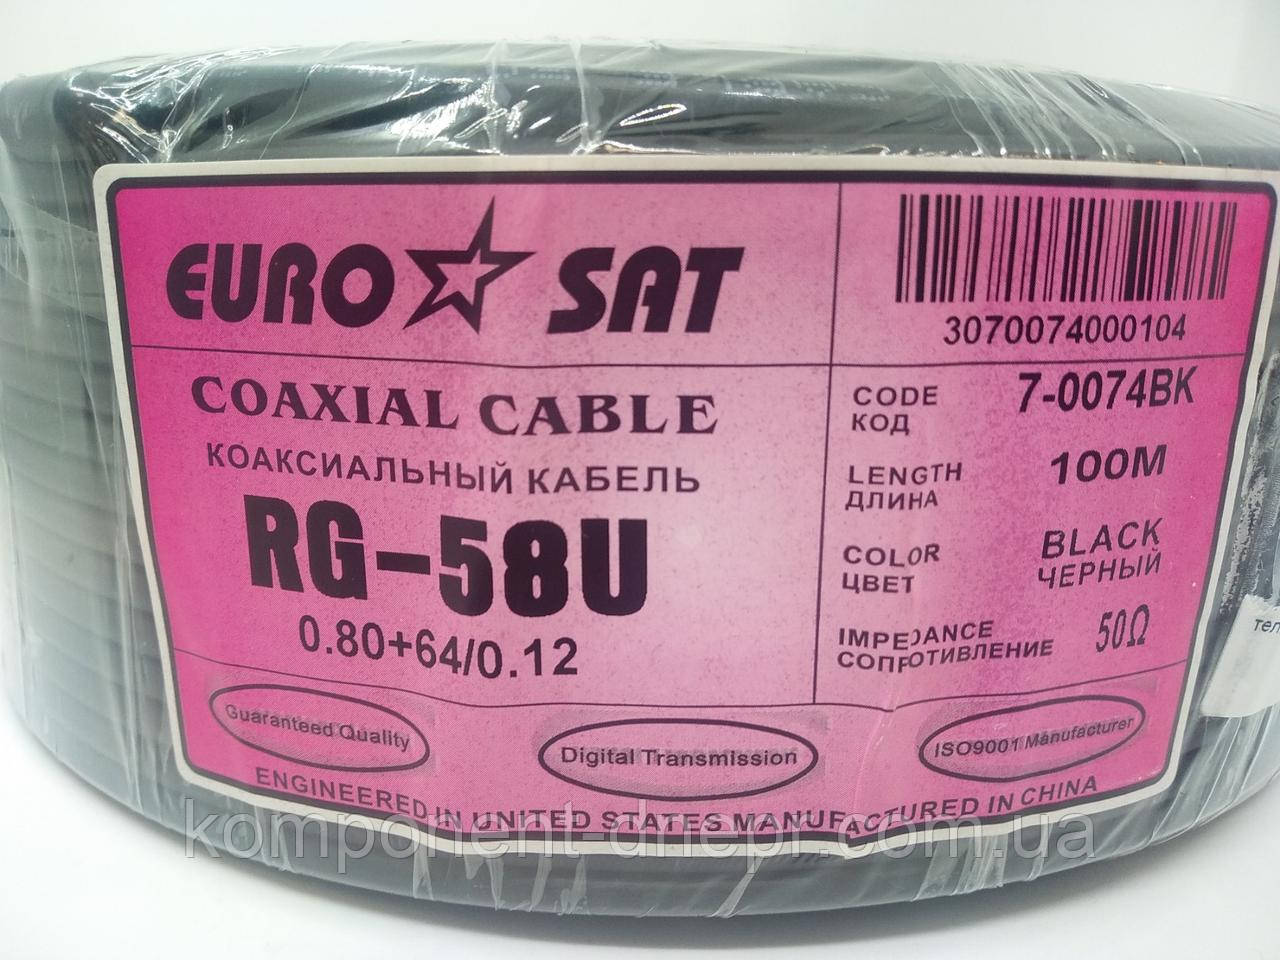 EURO SAT
3070074000104
COAXIAL CABLE
КОАКСИАЛЬНЫЙ КАБЕЛЬ
RG-58U
0.80+64/0.12
CODE 7-0074BK
КОД
LENGTH 100M
ДЛИНА
COLOR BLACK
ЦВЕТ ЧЕРНЫЙ
IMPEDANCE 50Ω
СОПРОТИВЛЕНИЕ
тел
Guaranteed Quality
Digital Transmission
ISO9001 Manufacturer
ENGINEERED IN UNITED STATES MANUFACTURED IN CHINA
komponent-dnepr.com.ua